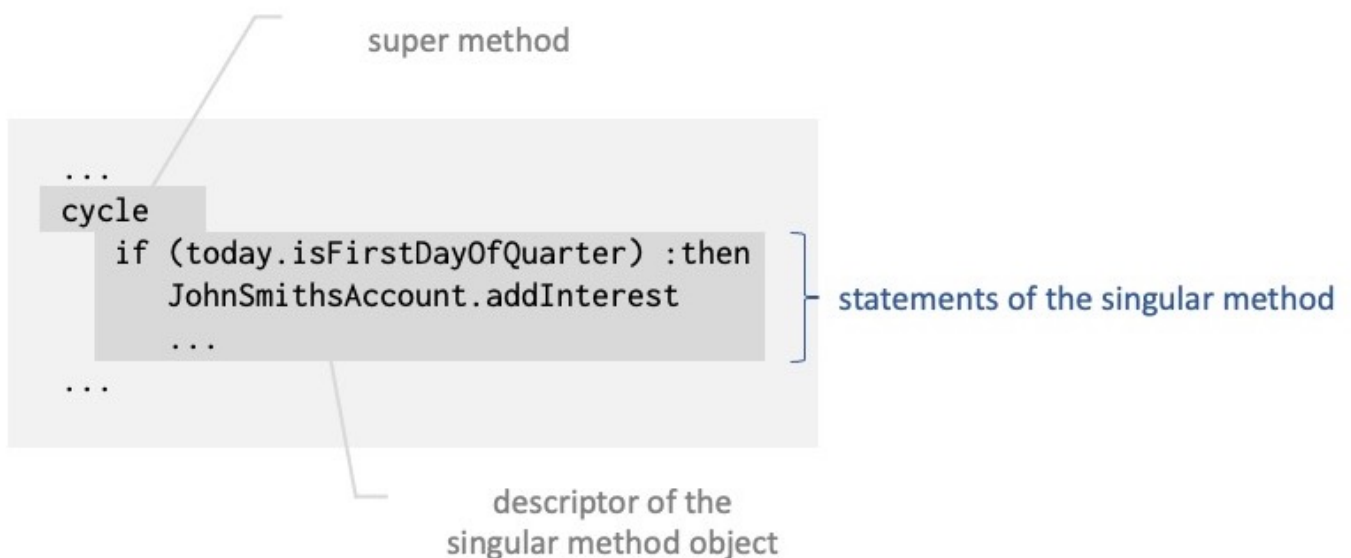 super method
...
cycle
if (today.isFirstDayOfQuarter) :then
JohnSmithsAccount.addInterest
...
...
statements of the singular method
descriptor of the
singular method object